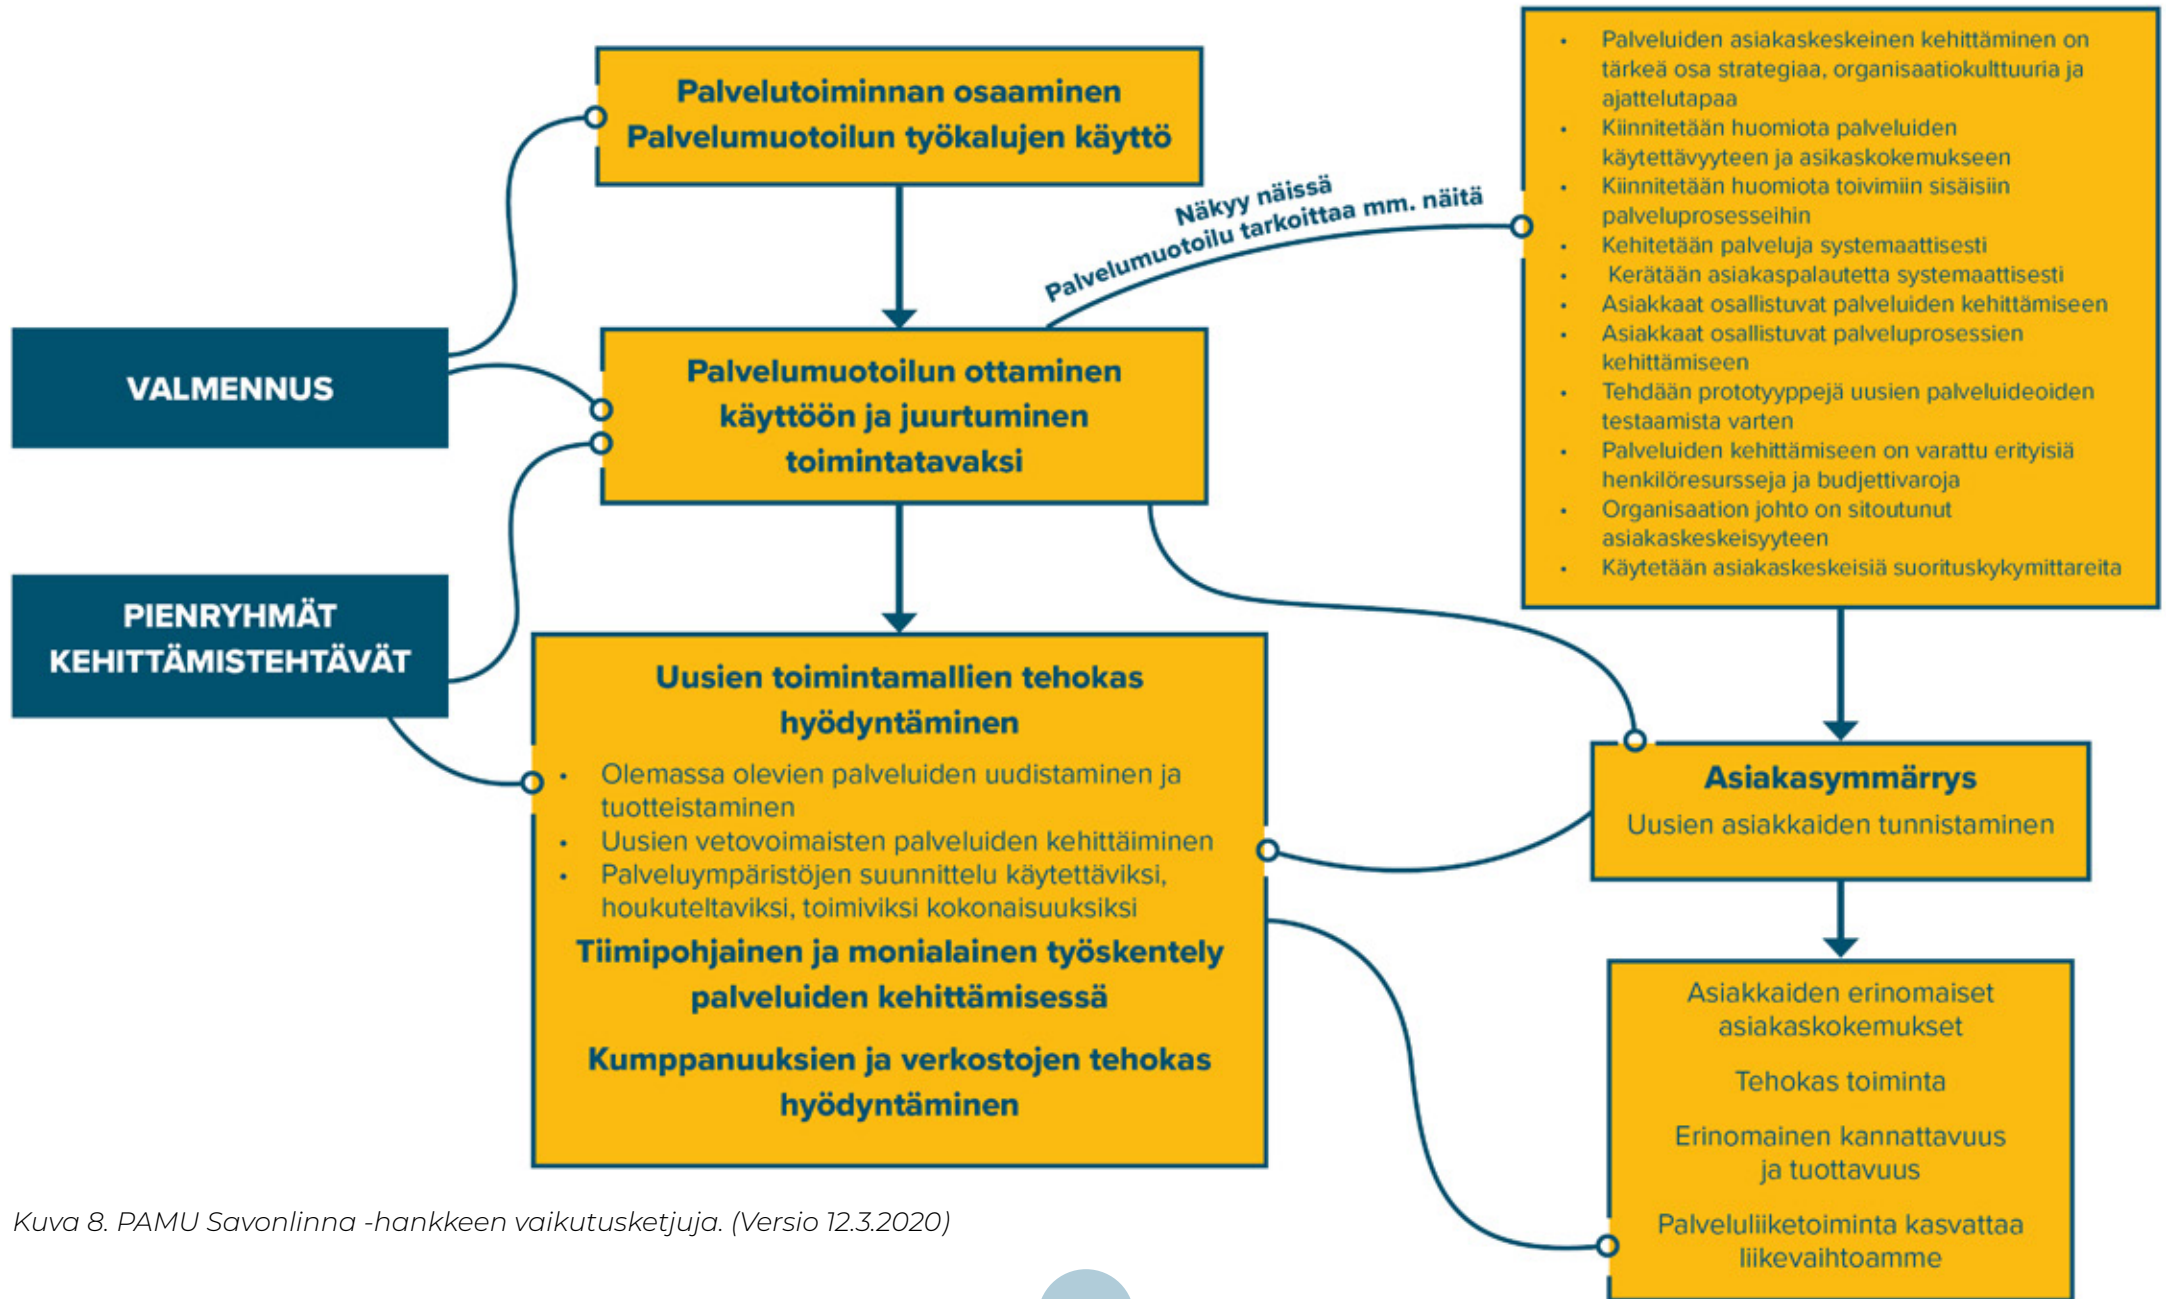 Palvelutoiminnan osaaminen
Palvelumuotoilun työkalujen käyttö
Näkyy näissä
Palvelumuotoilu tarkoittaa mm. näitä
• Palveluiden asiakaskeskeinen kehittäminen on
tärkeä osa strategiaa, organisaatiokulttuuria ja
ajattelutapaa
• Kiinnitetään huomiota palveluiden
käytettävyyteen ja asikaskokemukseen
• Kiinnitetään huomiota toivimiin sisäisiin
palveluprosesseihin
• Kehitetään palveluja systemaattisesti
• Kerätään asiakaspalautetta systemaattisesti
• Asiakkaat osallistuvat palveluiden kehittämiseen
• Asiakkaat osallistuvat palveluprosessien
kehittämiseen
• Tehdään prototyyppejä uusien palveluideoiden
testaamista varten
• Palveluiden kehittämiseen on varattu erityisiä
henkilöresursseja ja budjettivaroja
• Organisaation johto on sitoutunut
asiakaskeskeisyyteen
• Käytetään asiakaskeskeisiä suorituskykymittareita
VALMENNUS
Palvelumuotoilun ottaminen
käyttöön ja juurtuminen
toimintatavaksi
PIENRYHMÄT
KEHITTÄMISTEHTÄVÄT
Uusien toimintamallien tehokas
hyödyntäminen
• Olemassa olevien palveluiden uudistaminen ja
tuotteistaminen
• Uusien vetovoimaisten palveluiden kehittäiminen
• Palveluympäristöjen suunnittelu käytettäviksi,
houkuteltaviksi, toimiviksi kokonaisuuksiksi
Tiimipohjainen ja monialainen työskentely
palveluiden kehittämisessä
Kumppanuuksien ja verkostojen tehokas
hyödyntäminen
Asiakasymmärrys
Uusien asiakkaiden tunnistaminen
Asiakkaiden erinomaiset
asiakaskokemukset
Tehokas toiminta
Erinomainen kannattavuus
ja tuottavuus
Palveluliiketoiminta kasvattaa
liikevaihtoamme
Kuva 8. PAMU Savonlinna -hankkeen vaikutusketjuja. (Versio 12.3.2020)